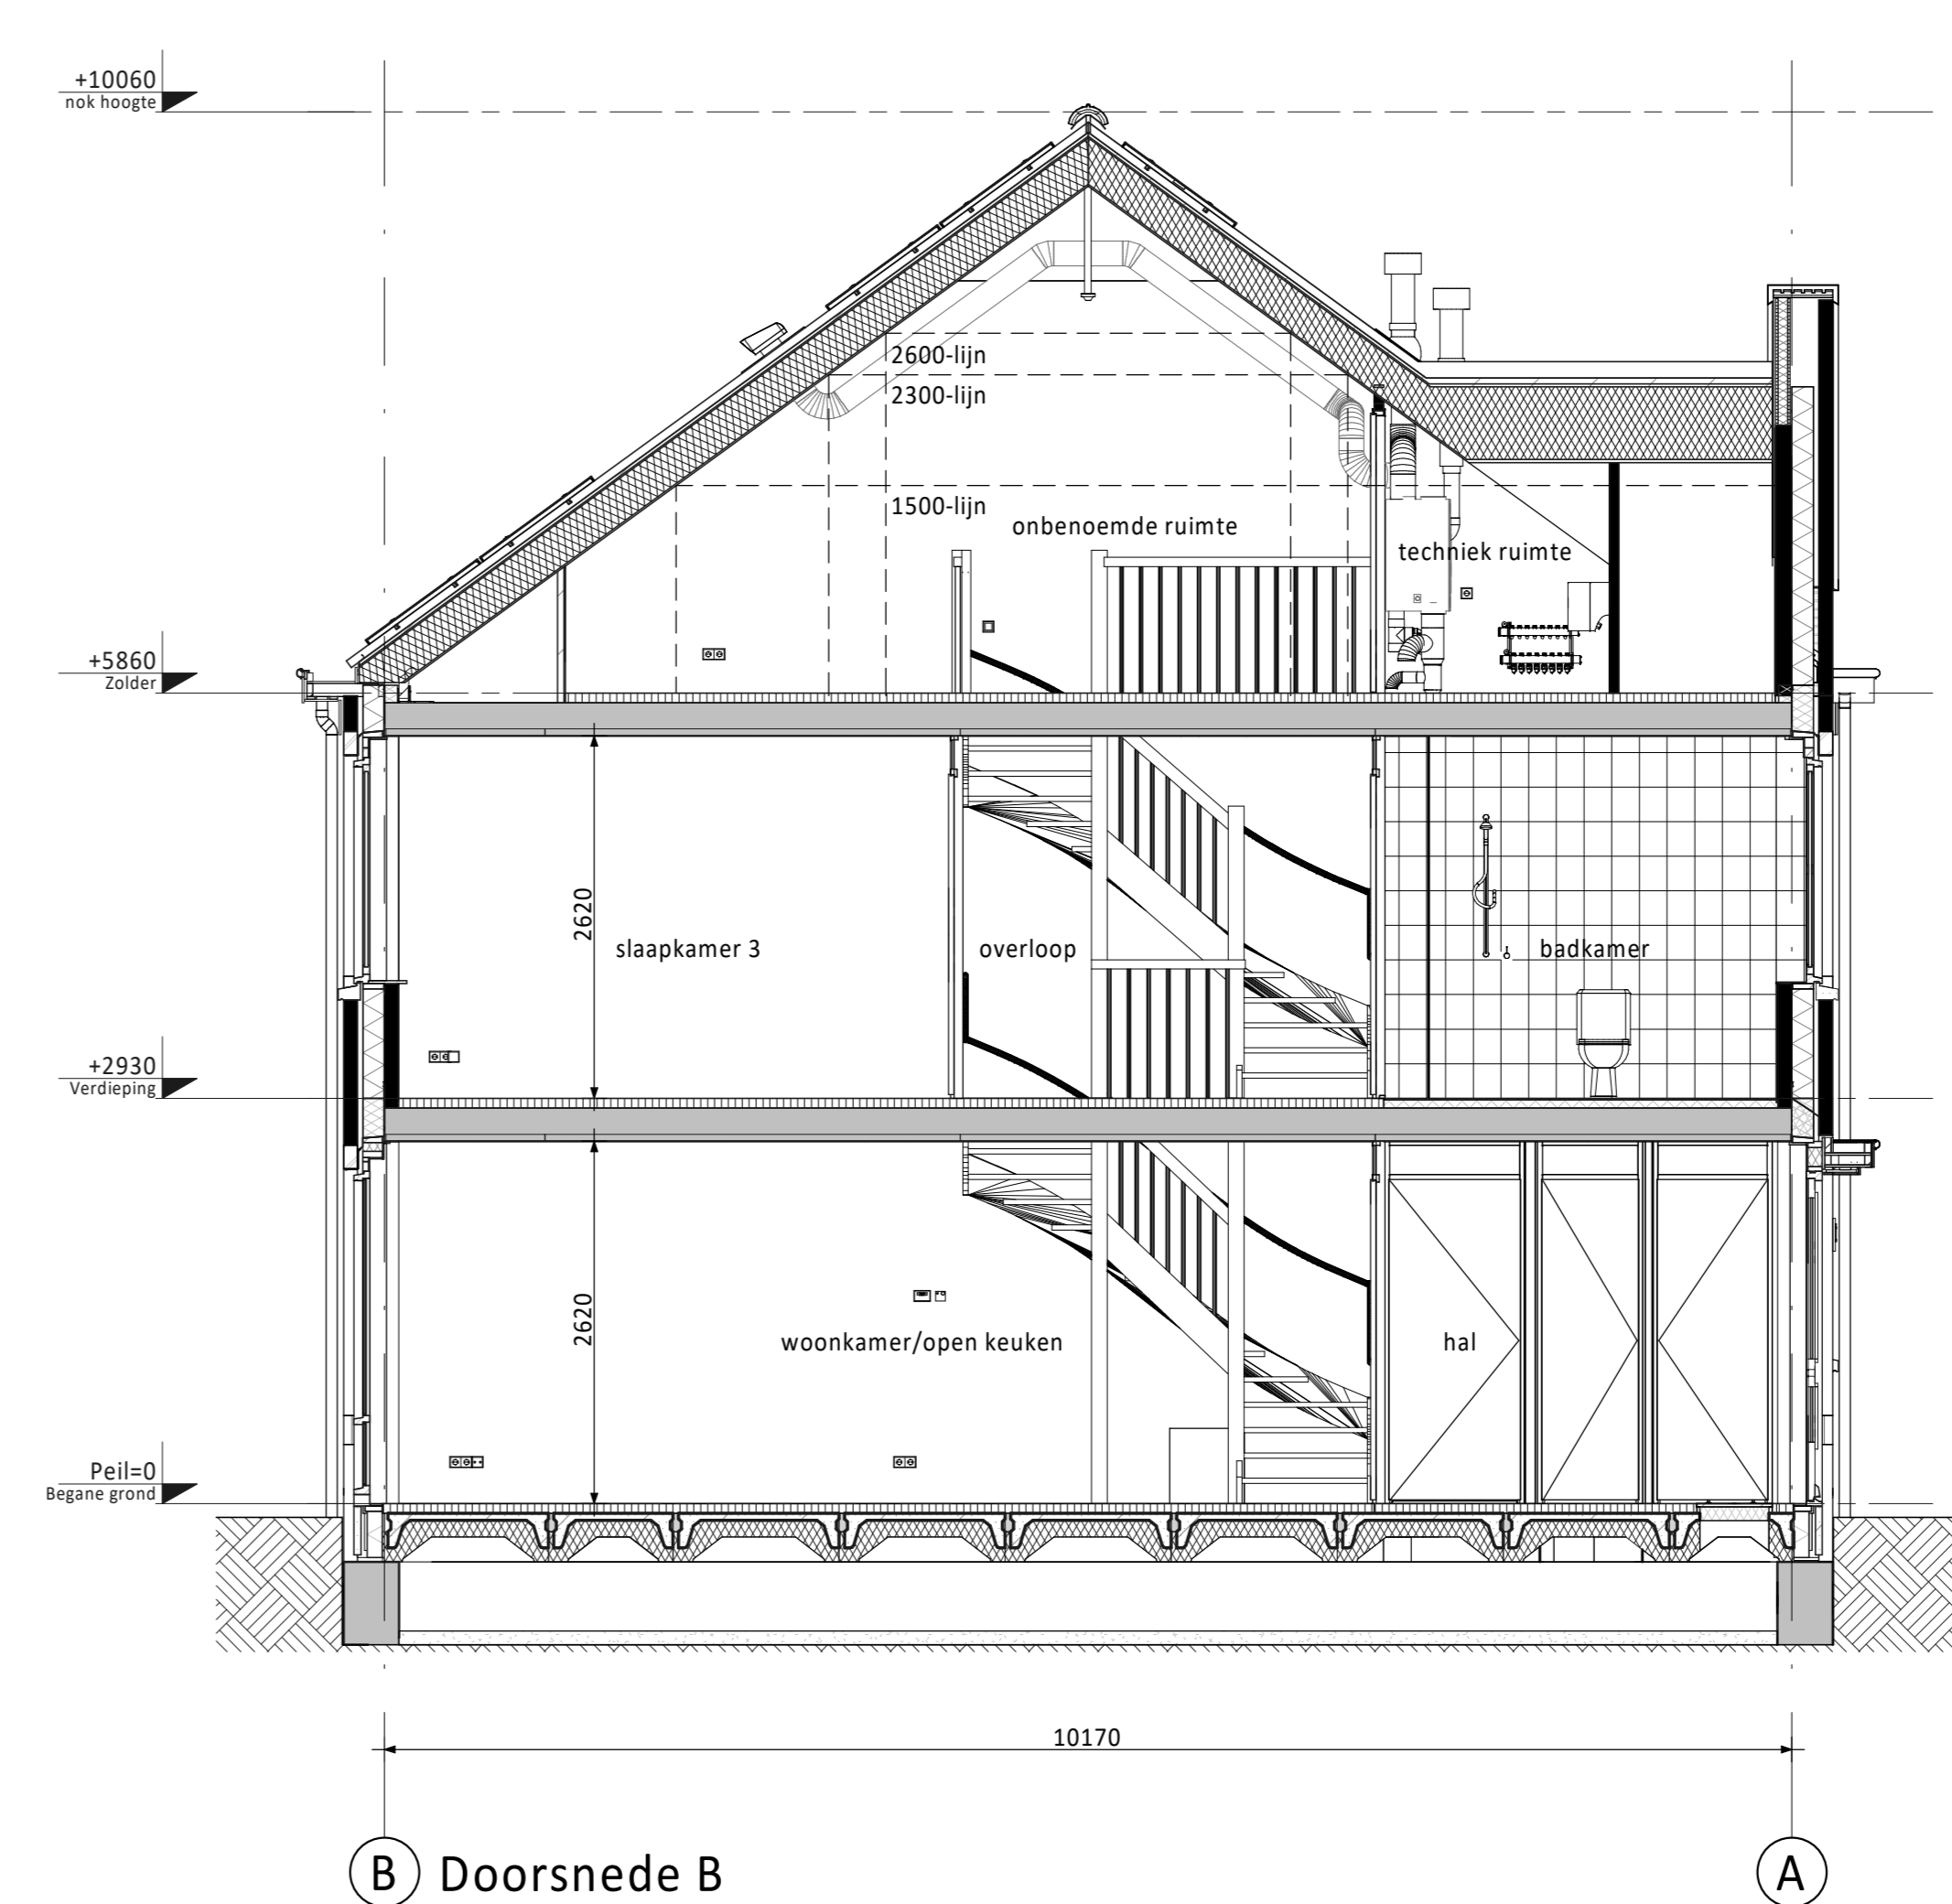 +10060
nok hoogte
2600-lijn
2300-lijn
1500-lijn
onbenoemde ruimte
techniek ruimte
+5860
Zolder
2620
slaapkamer 3
overloop
badkamer
+2930
Verdieping
2620
woonkamer/open keuken
hal
Peil=0
Begane grond
10170
B Doorsnede B
A